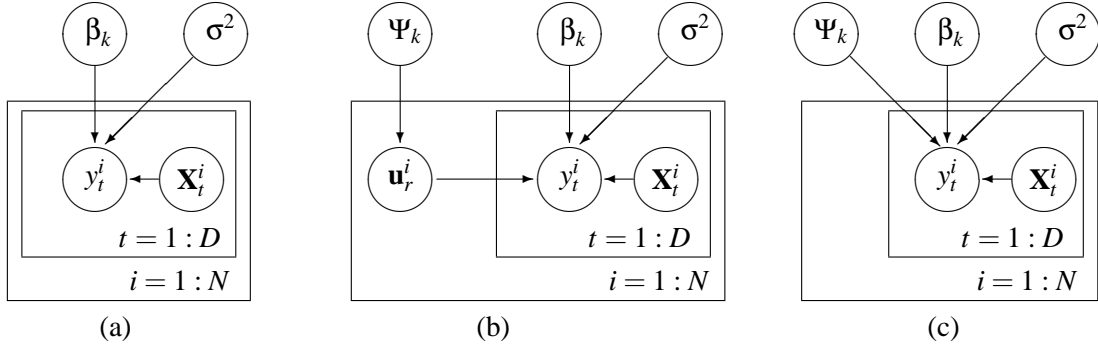 β_k σ² Ψ_k β_k σ² Ψ_k β_k σ²
y_t^i X_t^i u_r^i y_t^i X_t^i y_t^i X_t^i
t = 1 : D t = 1 : D t = 1 : D
i = 1 : N i = 1 : N i = 1 : N
(a) (b) (c)